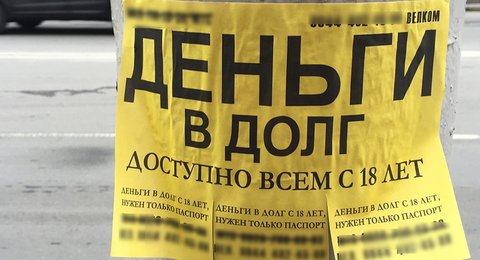 ВЕЛКОМ
ДЕНЬГИ
В ДОЛГ
ДОСТУПНО ВСЕМ С 18 ЛЕТ
ДЕНЬГИ В ДОЛГ С 18 ЛЕТ,
НУЖЕН ТОЛЬКО ПАСПОРТ
ДЕНЬГИ В ДОЛГ С 18 ЛЕТ,
НУЖЕН ТОЛЬКО ПАСПОРТ
ДЕНЬГИ В ДОЛГ С 18 ЛЕТ,
НУЖЕН ТОЛЬКО ПАСПОРТ